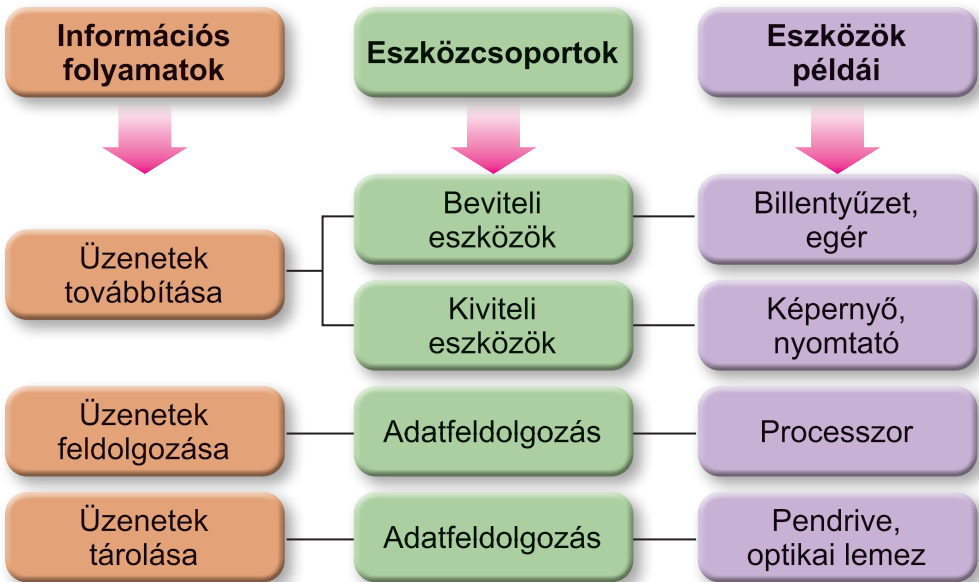 Információs
folyamatok
Eszközcsoportok
Eszközök
példái
Üzenetek
továbbítása
Beviteli
eszközök
Billentyűzet,
egér
Kiviteli
eszközök
Képernyő,
nyomtató
Üzenetek
feldolgozása
Adatfeldolgozás
Processzor
Üzenetek
tárolása
Adatfeldolgozás
Pendrive,
optikai lemez